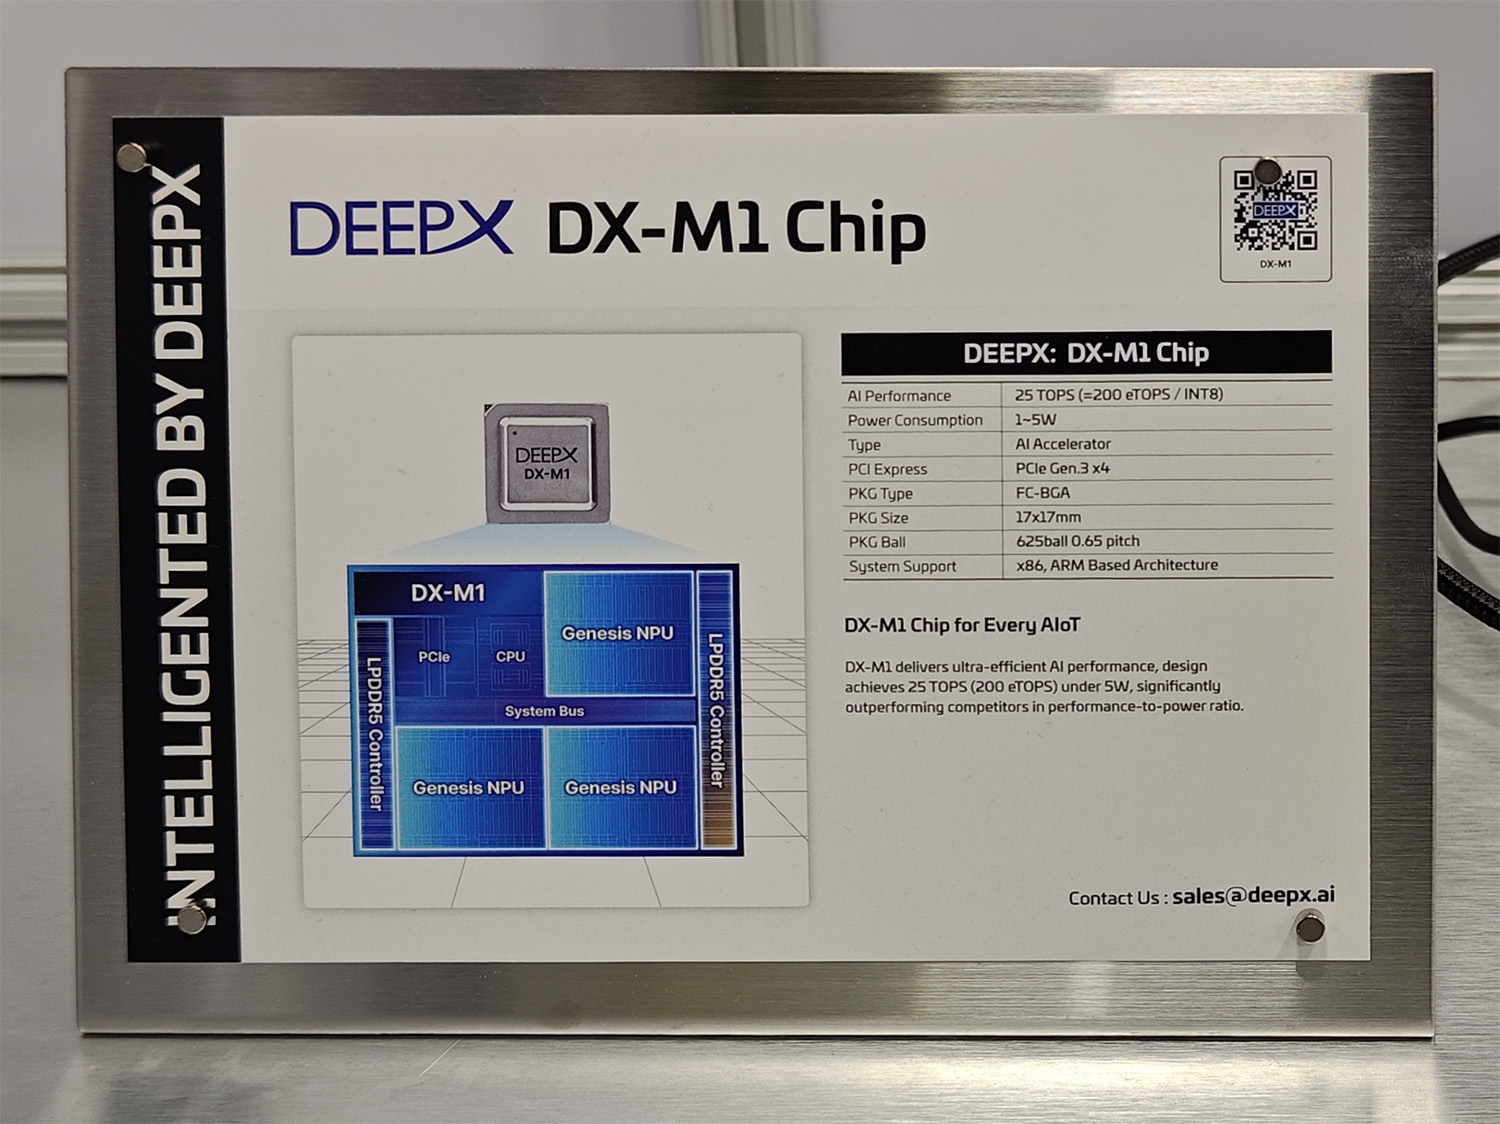 INTELLIGENTED BY DEEPX
DEEPX DX-M1 Chip
DEEPX
DX-M1
DEEPX
DX-M1
DX-M1
Genesis NPU
PCIe
CPU
LPDDR5 Controller
LPDDR5 Controller
System Bus
Genesis NPU
Genesis NPU
DEEPX: DX-M1 Chip
AI Performance 25 TOPS (=200 eTOPS / INT8)
Power Consumption 1~5W
Type AI Accelerator
PCI Express PCIe Gen.3 x4
PKG Type FC-BGA
PKG Size 17x17mm
PKG Ball 625ball 0.65 pitch
System Support x86, ARM Based Architecture
DX-M1 Chip for Every AIoT
DX-M1 delivers ultra-efficient AI performance, design
achieves 25 TOPS (200 eTOPS) under 5W, significantly
outperforming competitors in performance-to-power ratio.
Contact Us : sales@deepx.ai